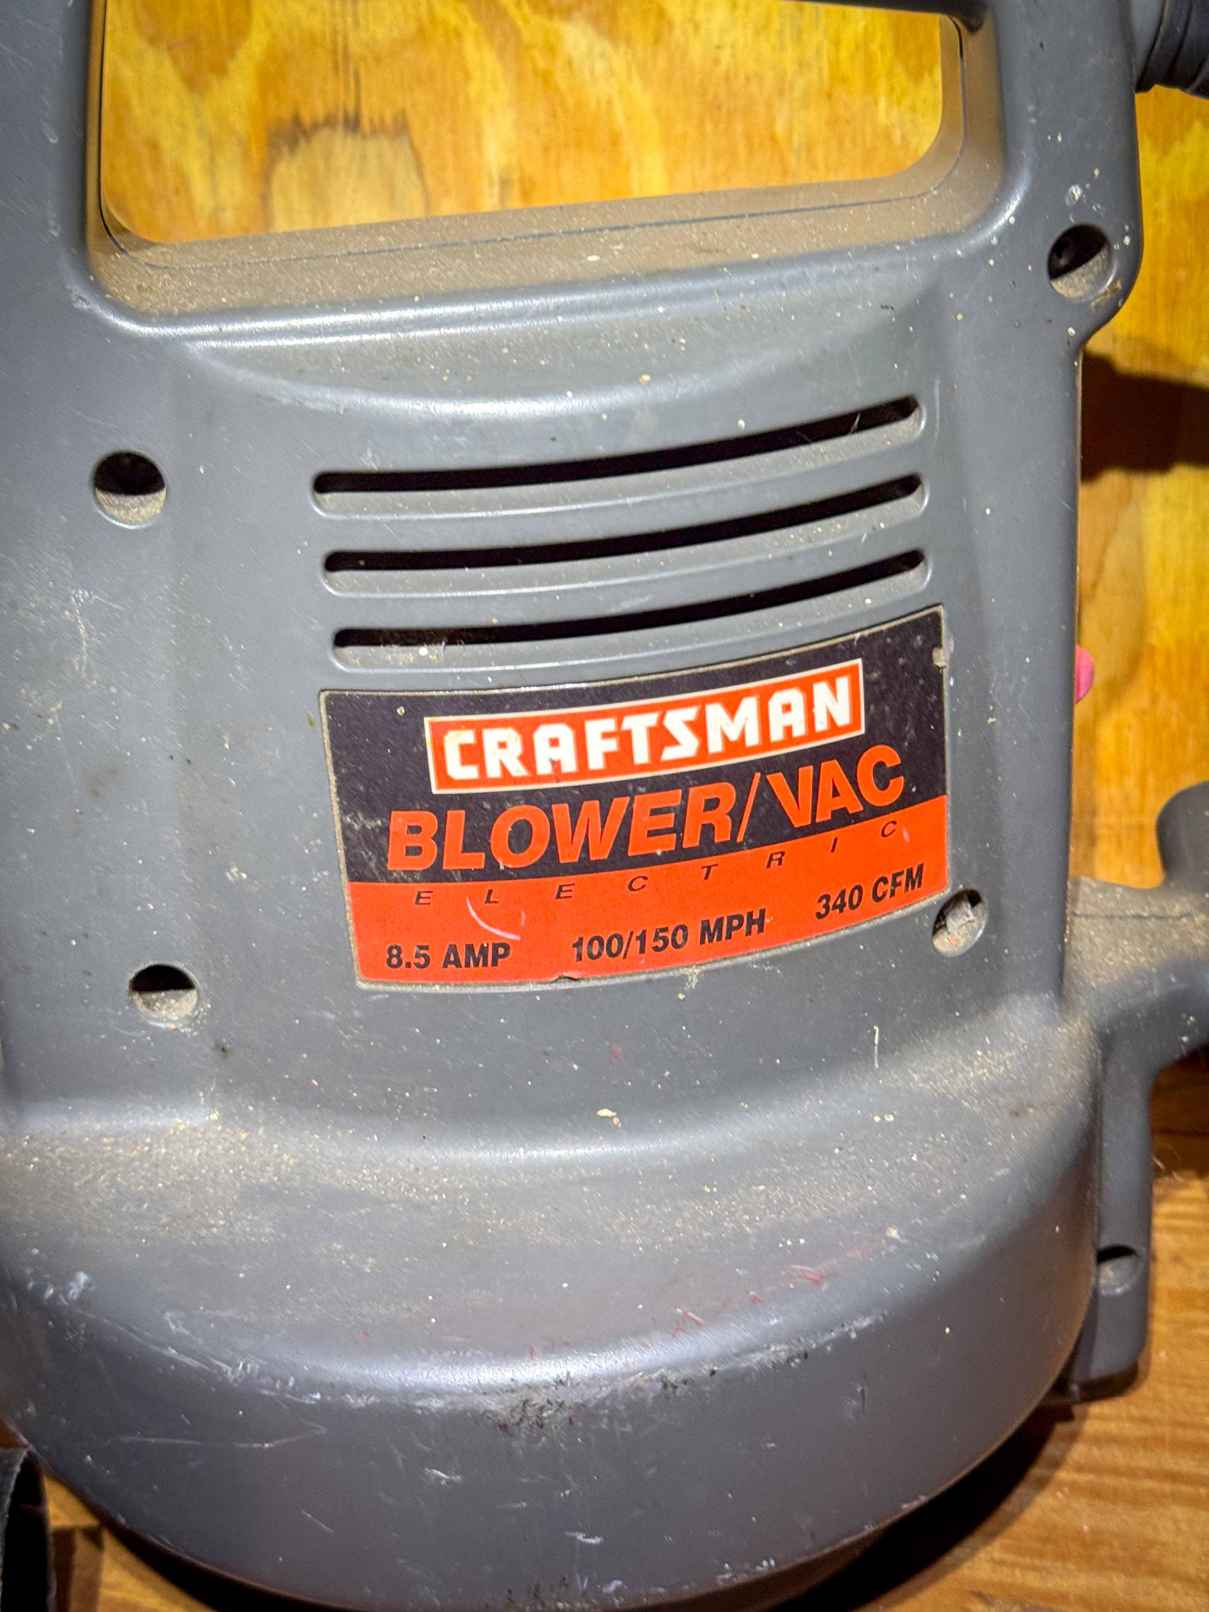 CRAFTSMAN
BLOWER/VAC
ELECTRIC
8.5 AMP 100/150 MPH 340 CFM